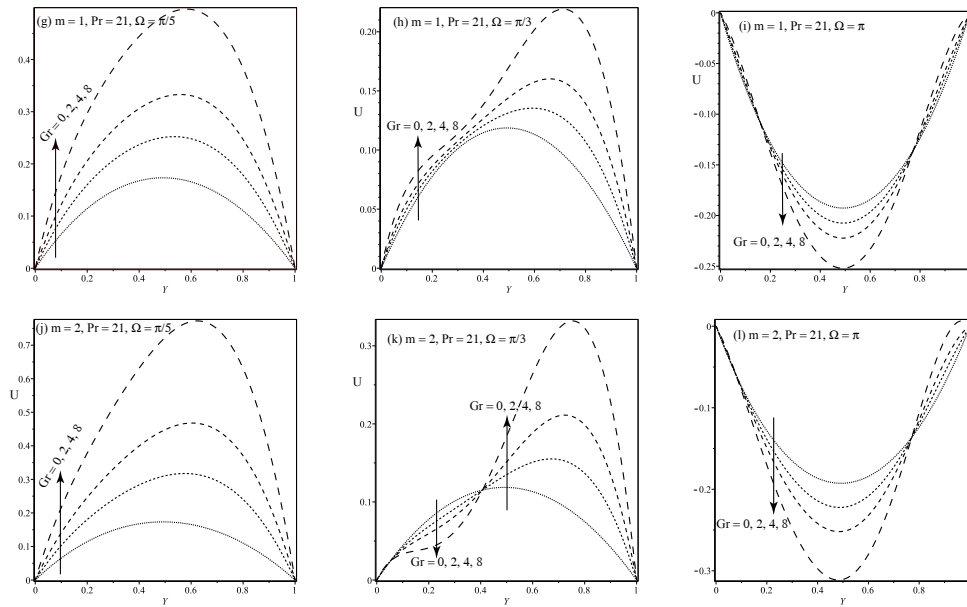 (g) m = 1, Pr = 21, Ω = π/5
0.4
0.3
0.2
0.1
0
Gr = 0, 2, 4, 8
0 0.2 0.4 0.6 0.8 1
Y
(h) m = 1, Pr = 21, Ω = π/3
0.20
0.15
U
0.10
0.05
0
Gr = 0, 2, 4, 8
0 0.2 0.4 0.6 0.8 1
Y
(i) m = 1, Pr = 21, Ω = π
0.00
-0.05
U
-0.10
-0.15
-0.20
-0.25
Gr = 0, 2, 4, 8
0.0 0.2 0.4 0.6 0.8
Y
(j) m = 2, Pr = 21, Ω = π/5
0.7
0.6
U
0.5
0.4
0.3
0.2
0.1
0
Gr = 0, 2, 4, 8
0 0.2 0.4 0.6 0.8 1
Y
(k) m = 2, Pr = 21, Ω = π/3
0.3
U
0.2
0.1
0
Gr = 0, 2, 4, 8
Gr = 0, 2, 4, 8
0 0.2 0.4 0.6 0.8 1
Y
(l) m = 2, Pr = 21, Ω = π
0
U
-0.1
-0.2
-0.3
Gr = 0, 2, 4, 8
0 0.2 0.4 0.6 0.8
Y